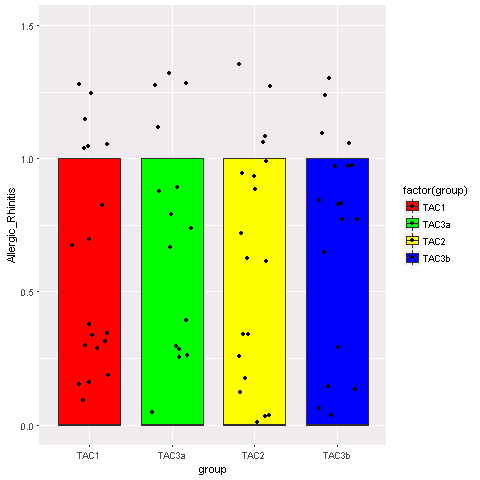 1.5
1.0
0.5
0.0
Allergic_Rhinitis
TAC1 TAC3a TAC2 TAC3b
group
factor(group)
TAC1
TAC3a
TAC2
TAC3b